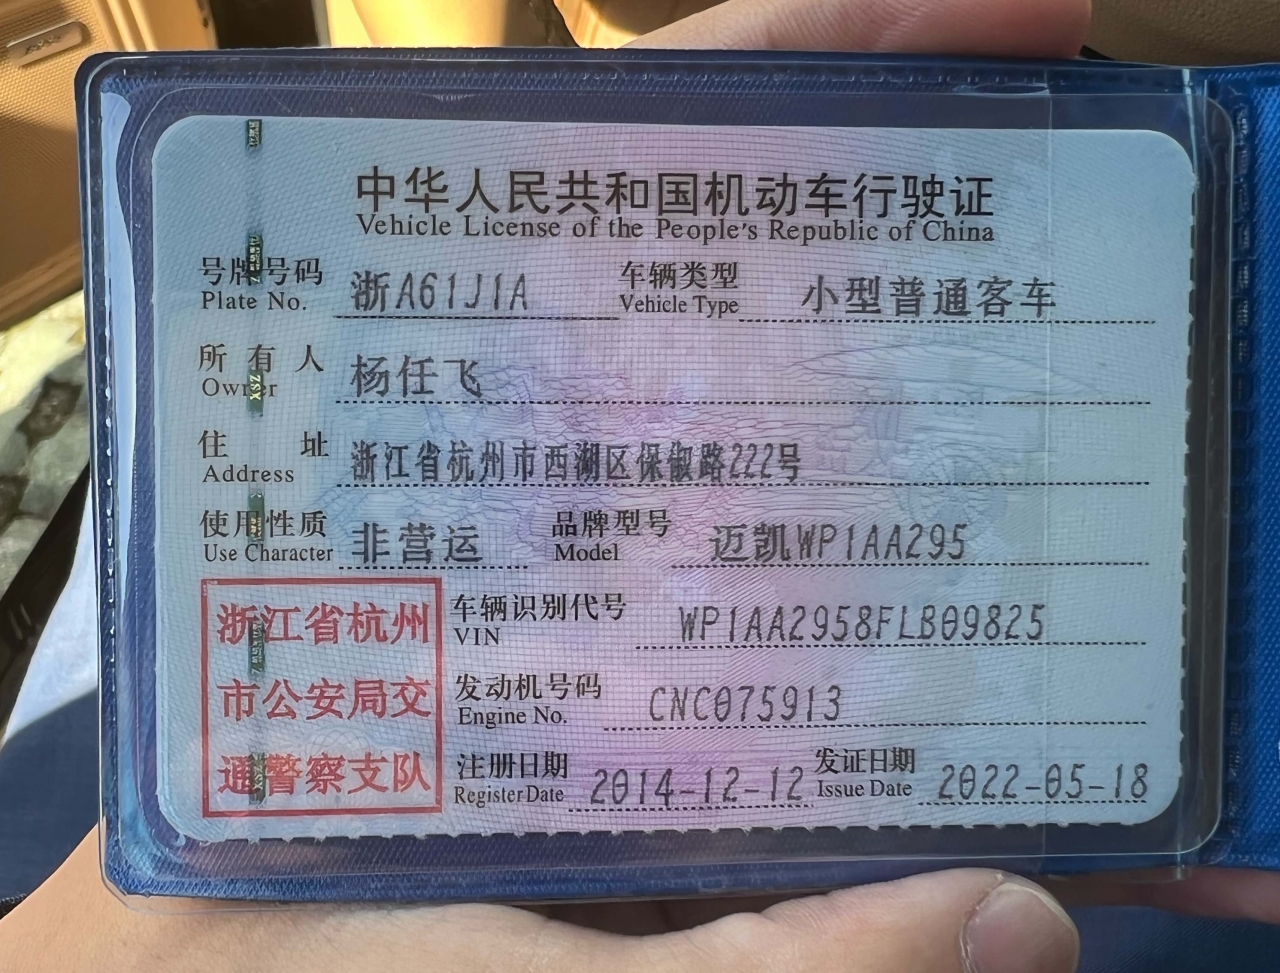 中华人民共和国机动车行驶证
Vehicle License of the People's Republic of China
号牌号码 浙A61J1A 车辆类型 小型普通客车
Plate No. Vehicle Type
所有人 杨任飞
Owner
住址 浙江省杭州市西湖区保俶路222号
Address
使用性质 非营运 品牌型号 迈凯WP1AA295
Use Character Model
浙江省杭州
市公安局交
通警察支队
车辆识别代号 WP1AA2958FLB09825
VIN
发动机号码 CNC075913
Engine No.
注册日期 2014-12-12 发证日期 2022-05-18
Register Date Issue Date
XSZ